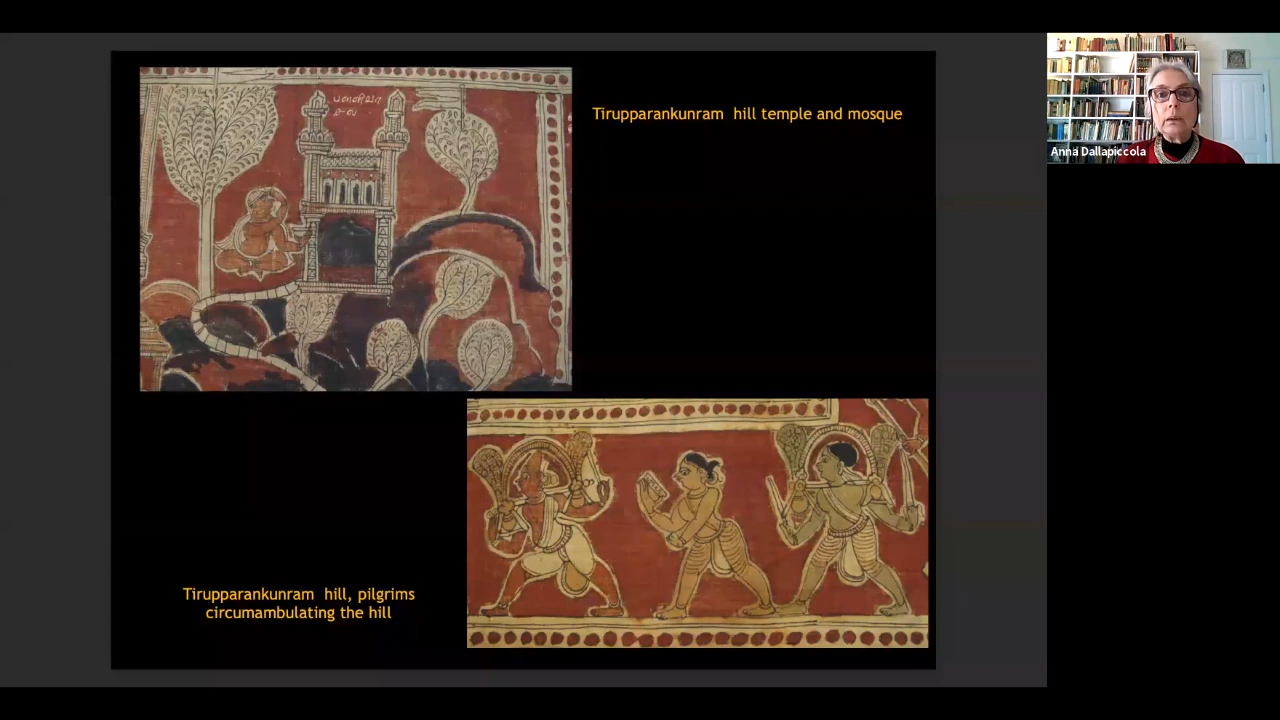 Tirupparankunram hill temple and mosque
Anna Dallapiccola
Tirupparankunram hill, pilgrims
circumambulating the hill